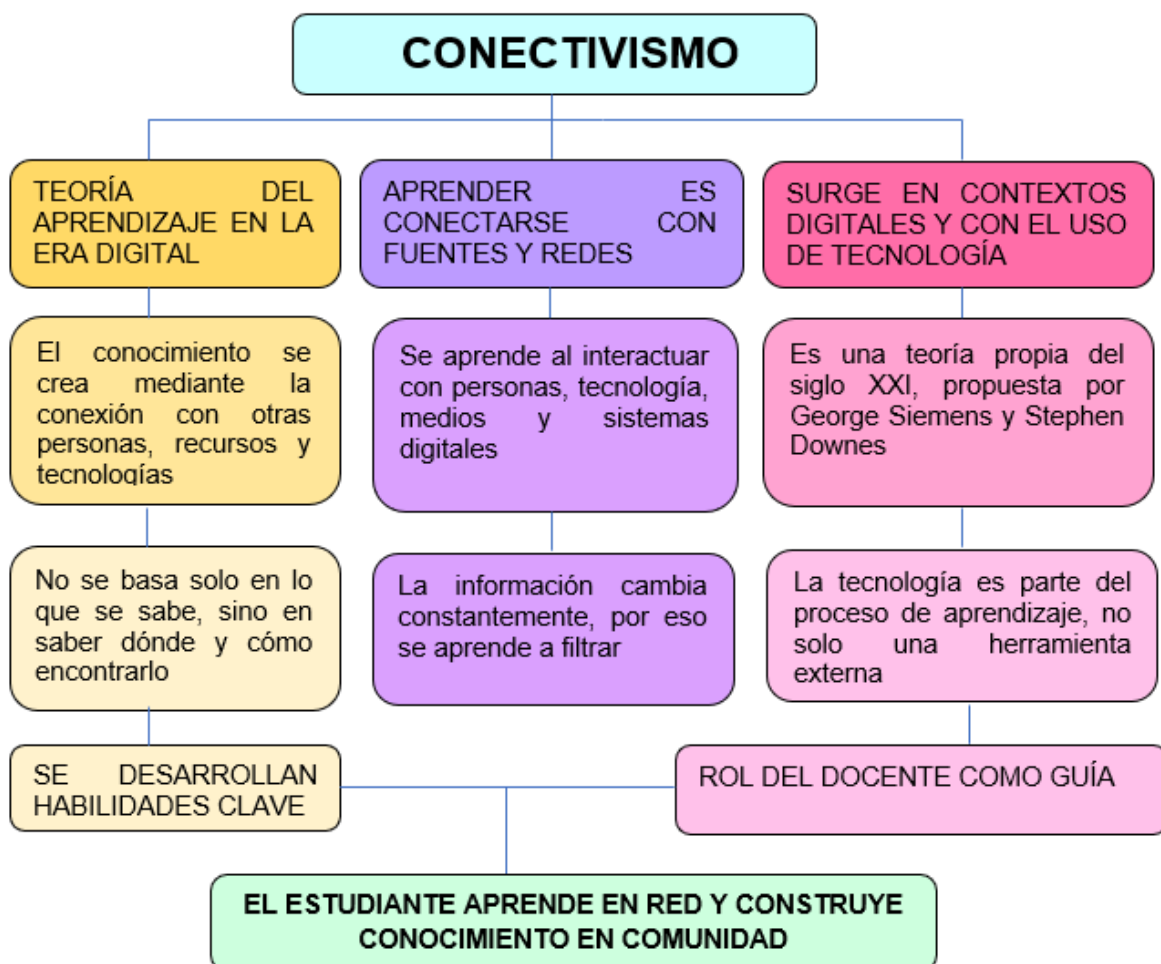 CONECTIVISMO
TEORÍA DEL
APRENDIZAJE EN LA
ERA DIGITAL
APRENDER ES
CONECTARSE CON
FUENTES Y REDES
SURGE EN CONTEXTOS
DIGITALES Y CON EL USO
DE TECNOLOGÍA
El conocimiento se
crea mediante la
conexión con otras
personas, recursos y
tecnologías
Se aprende al interactuar
con personas, tecnología,
medios y sistemas
digitales
Es una teoría propia del
siglo XXI, propuesta por
George Siemens y Stephen
Downes
No se basa solo en lo
que se sabe, sino en
saber dónde y cómo
encontrarlo
La información cambia
constantemente, por eso
se aprende a filtrar
La tecnología es parte del
proceso de aprendizaje, no
solo una herramienta
externa
SE DESARROLLAN
HABILIDADES CLAVE
ROL DEL DOCENTE COMO GUÍA
EL ESTUDIANTE APRENDE EN RED Y CONSTRUYE
CONOCIMIENTO EN COMUNIDAD